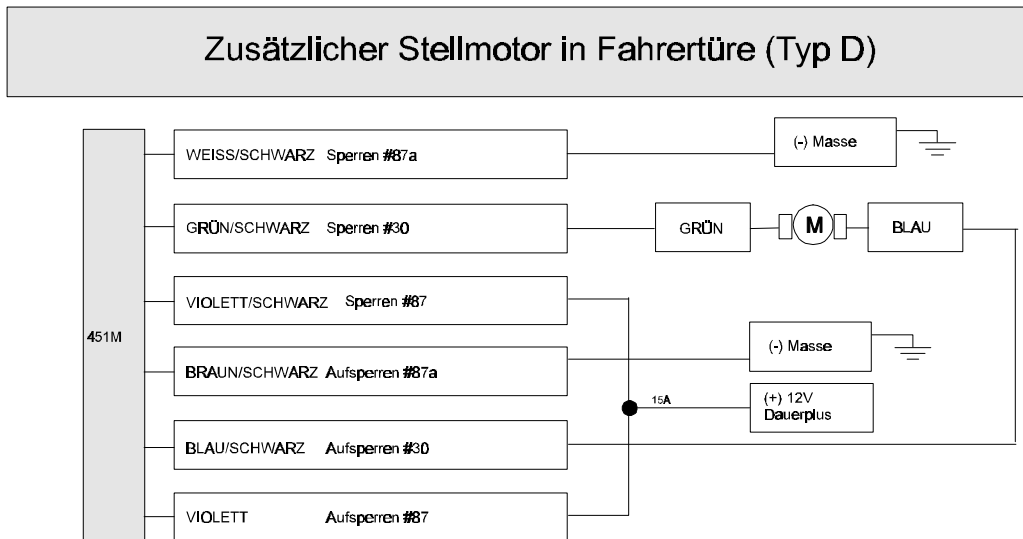 Zusätzlicher Stellmotor in Fahrertüre (Typ D)
WEISS/SCHWARZ Sperren #87a
(-) Masse
GRÜN/SCHWARZ Sperren #30
GRÜN
M
BLAU
VIOLETT/SCHWARZ Sperren #87
451M
(-) Masse
BRAUN/SCHWARZ Aufsperren #87a
15A
(+) 12V
Dauerplus
BLAU/SCHWARZ Aufsperren #30
VIOLETT Aufsperren #87